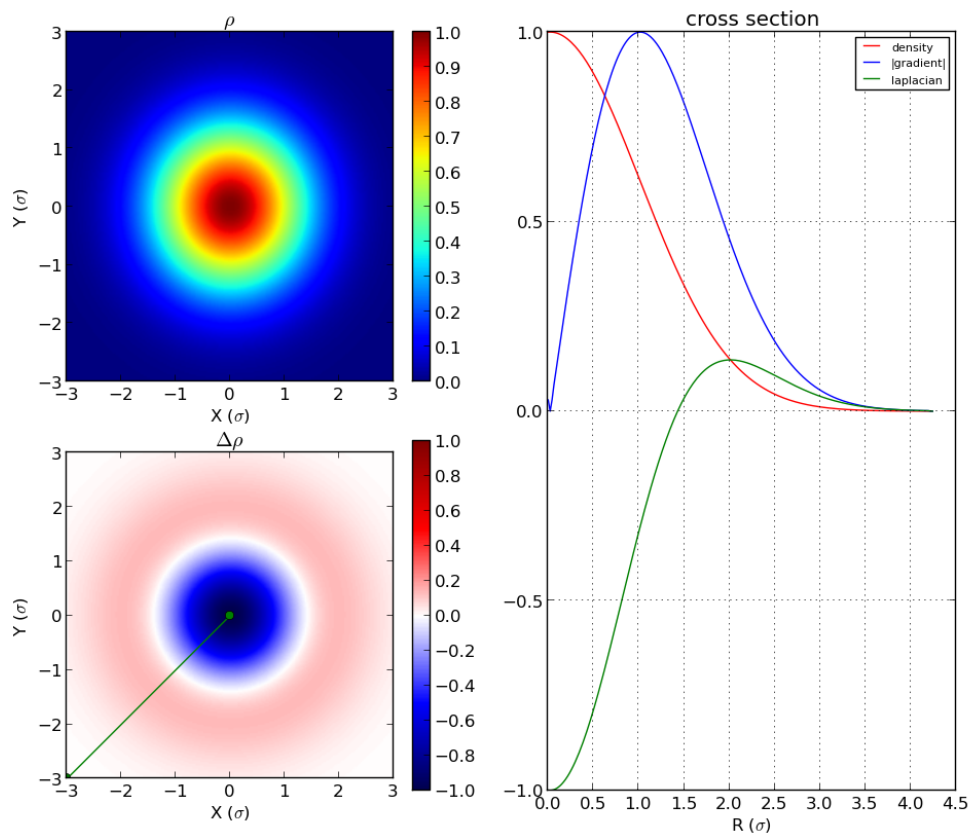 ρ
3
2
1
0
−1
−2
−3
−3 −2 −1 0 1 2 3
Y (σ)
X (σ)
1.0
0.9
0.8
0.7
0.6
0.5
0.4
0.3
0.2
0.1
0.0
Δρ
3
2
1
0
−1
−2
−3
−3 −2 −1 0 1 2 3
Y (σ)
X (σ)
1.0
0.8
0.6
0.4
0.2
0.0
−0.2
−0.4
−0.6
−0.8
−1.0
cross section
density
|gradient|
laplacian
1.0
0.5
0.0
−0.5
−1.0
0.0 0.5 1.0 1.5 2.0 2.5 3.0 3.5 4.0 4.5
R (σ)